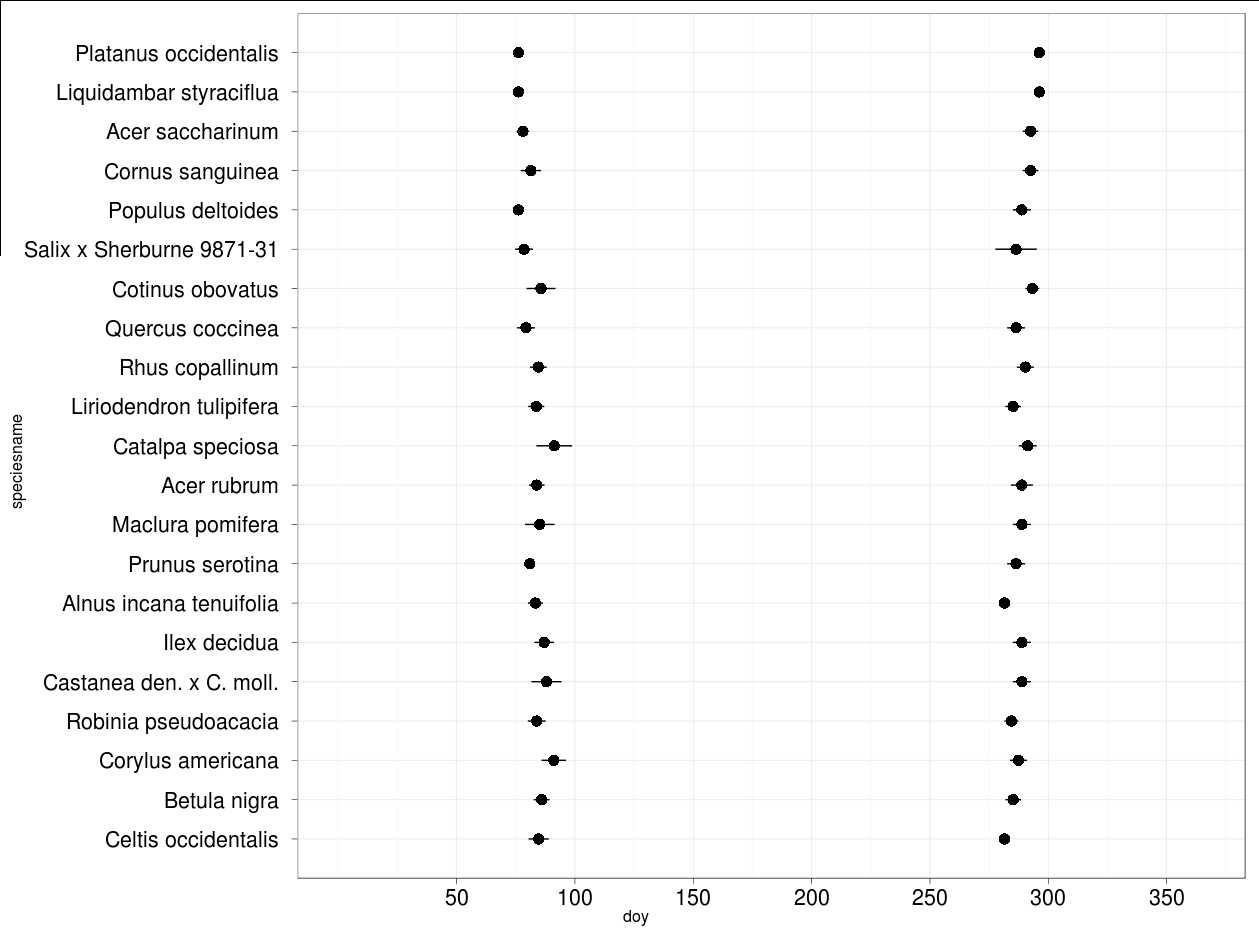 Platanus occidentalis
Liquidambar styraciflua
Acer saccharinum
Cornus sanguinea
Populus deltoides
Salix x Sherburne 9871-31
Cotinus obovatus
Quercus coccinea
Rhus copallinum
Liriodendron tulipifera
Catalpa speciosa
Acer rubrum
Maclura pomifera
Prunus serotina
Alnus incana tenuifolia
Ilex decidua
Castanea den. x C. moll.
Robinia pseudoacacia
Corylus americana
Betula nigra
Celtis occidentalis
speciesname
50 100 150 200 250 300 350
doy